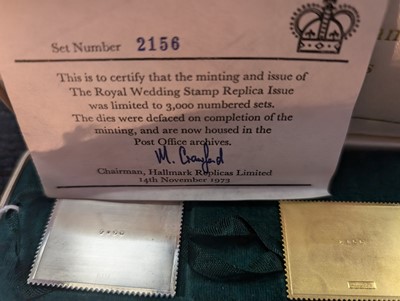 Set Number 2156
This is to certify that the minting and issue of
The Royal Wedding Stamp Replica Issue
was limited to 3,000 numbered sets.
The dies were defaced on completion of the
minting, and are now housed in the
Post Office archives.
M. Crayford
Chairman, Hallmark Replicas Limited
14th November 1973